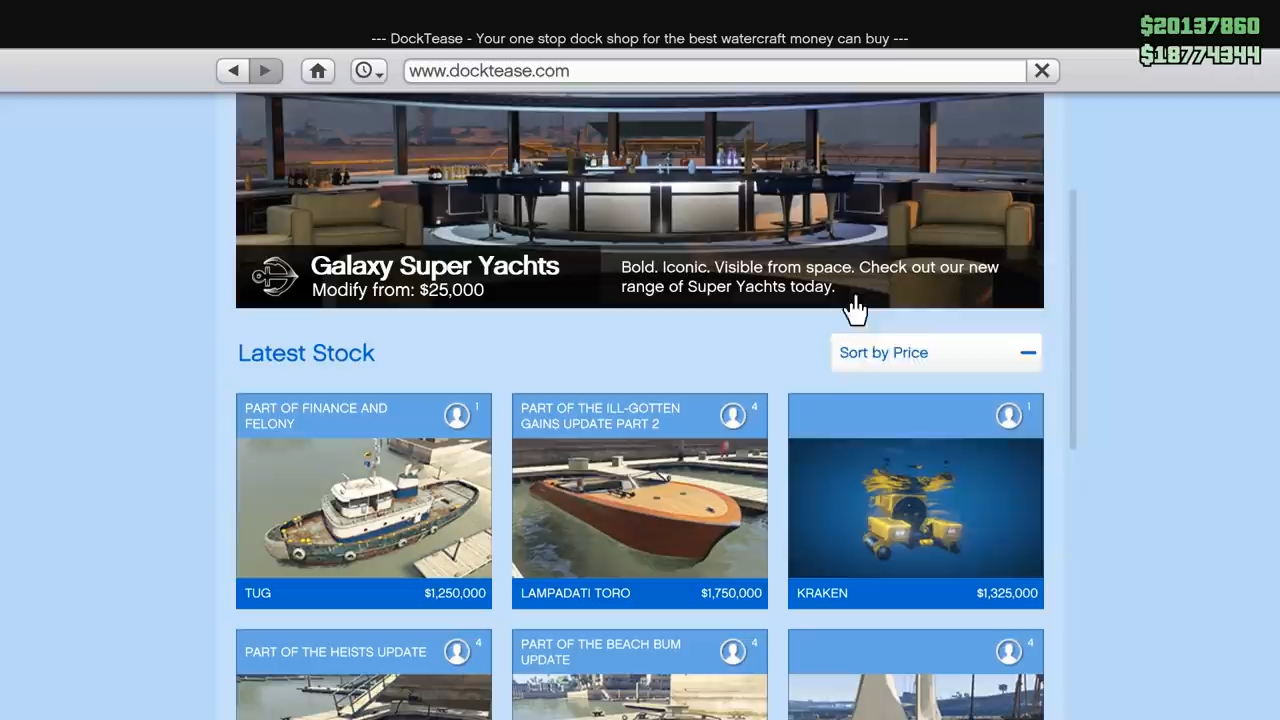 --- DockTease - Your one stop dock shop for the best watercraft money can buy ---
$20137860
$18774344
www.docktease.com
Galaxy Super Yachts
Modify from: $25,000
Bold. Iconic. Visible from space. Check out our new
range of Super Yachts today.
Latest Stock
Sort by Price
PART OF FINANCE AND
FELONY
1
PART OF THE ILL-GOTTEN
GAINS UPDATE PART 2
4
1
TUG
$1,250,000
LAMPADATI TORO
$1,750,000
KRAKEN
$1,325,000
PART OF THE HEISTS UPDATE
4
PART OF THE BEACH BUM
UPDATE
4
4